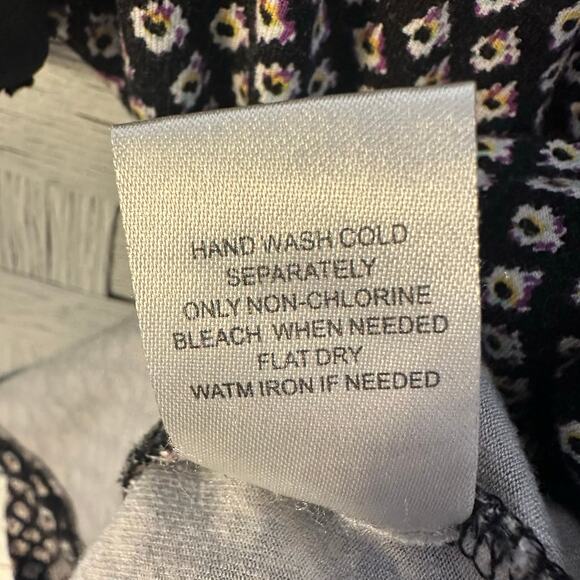 HAND WASH COLD
SEPARATELY
ONLY NON-CHLORINE
BLEACH WHEN NEEDED
FLAT DRY
WATM IRON IF NEEDED